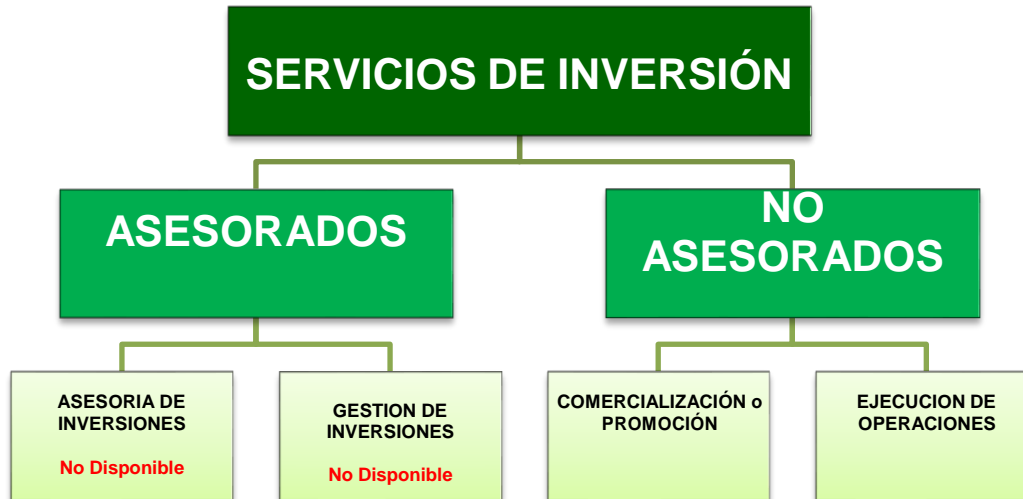 SERVICIOS DE INVERSIÓN
ASESORADOS
NO
ASESORADOS
ASESORIA DE
INVERSIONES
No Disponible
GESTION DE
INVERSIONES
No Disponible
COMERCIALIZACIÓN o
PROMOCIÓN
EJECUCION DE
OPERACIONES